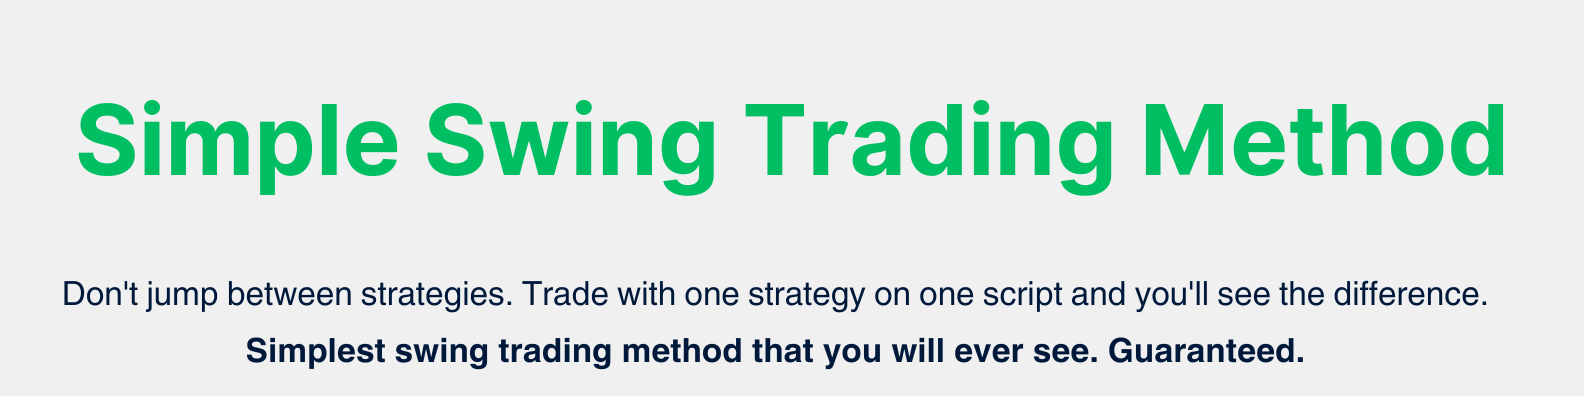 Simple Swing Trading Method
Don't jump between strategies. Trade with one strategy on one script and you'll see the difference.
Simplest swing trading method that you will ever see. Guaranteed.